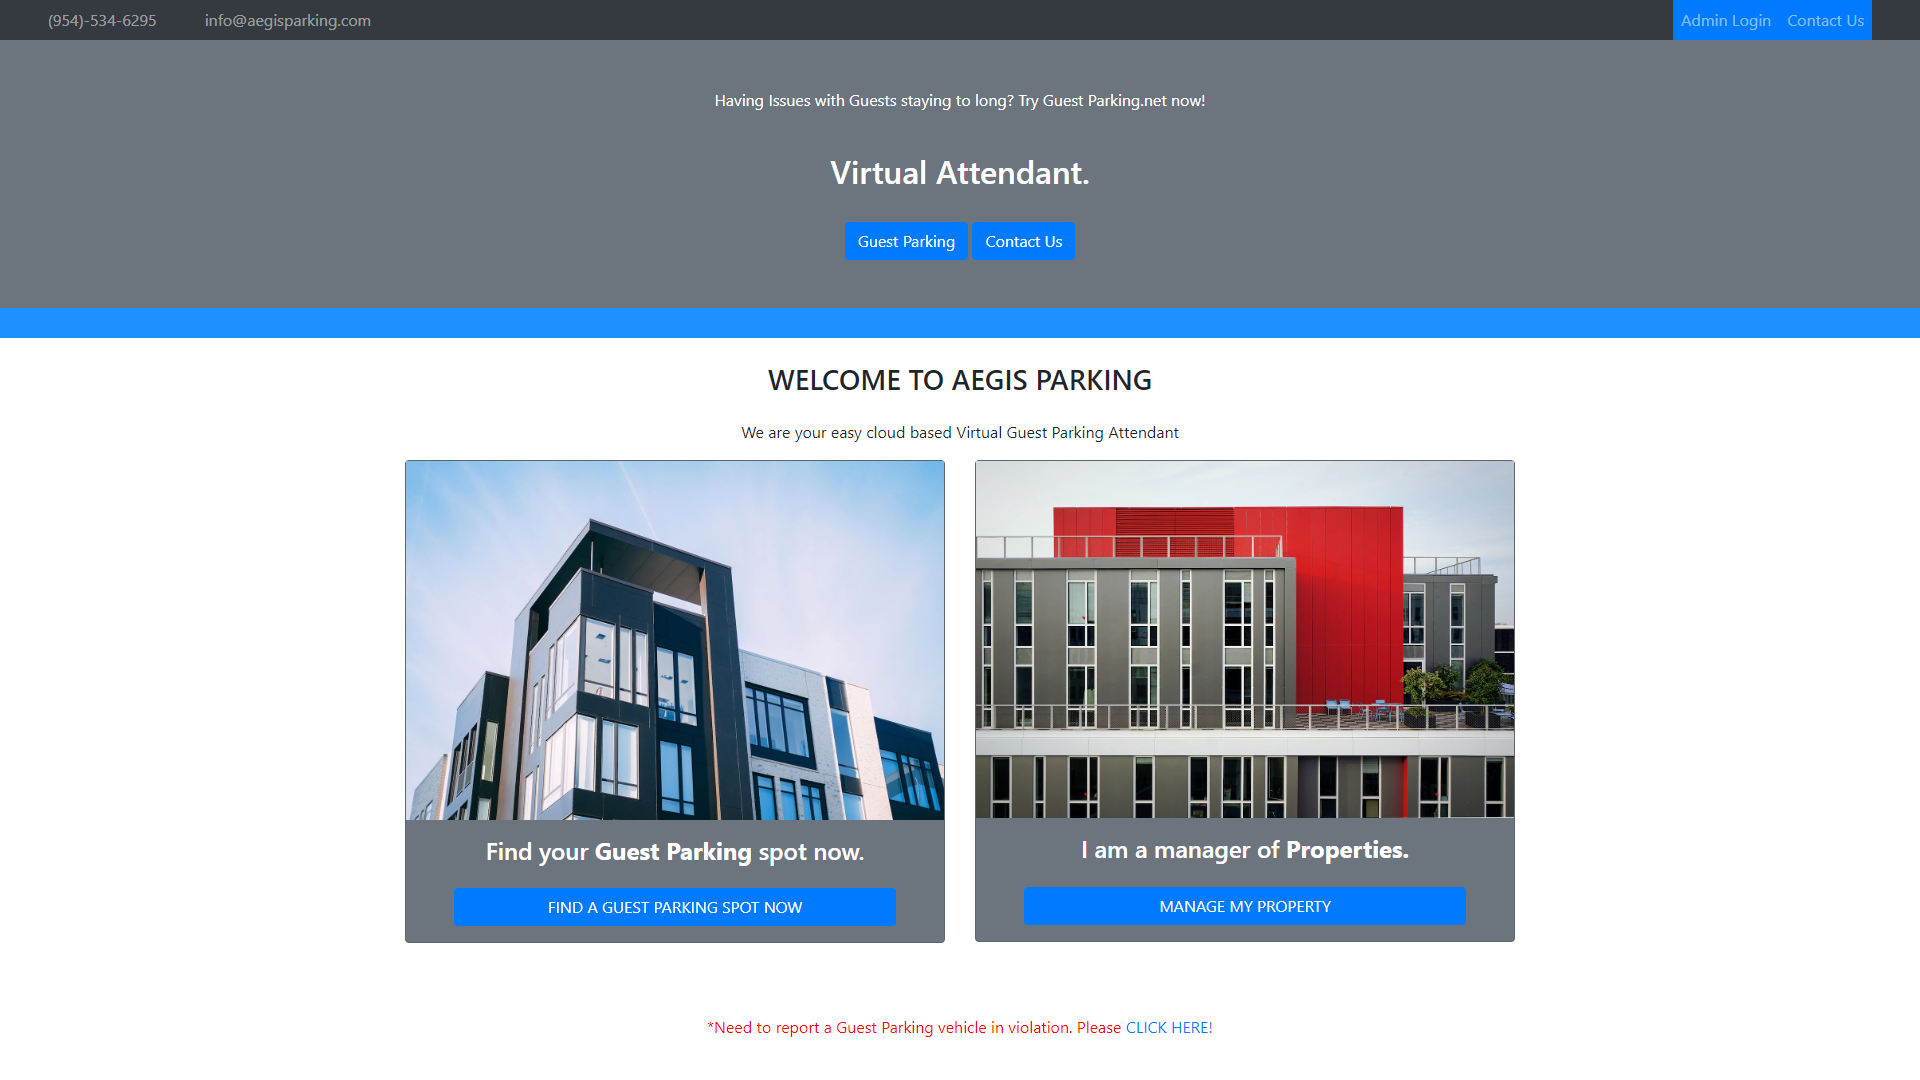 (954)-534-6295 info@aegisparking.com Admin Login Contact Us
Having Issues with Guests staying to long? Try Guest Parking.net now!
Virtual Attendant.
Guest Parking Contact Us
WELCOME TO AEGIS PARKING
We are your easy cloud based Virtual Guest Parking Attendant
Find your Guest Parking spot now.
FIND A GUEST PARKING SPOT NOW
I am a manager of Properties.
MANAGE MY PROPERTY
*Need to report a Guest Parking vehicle in violation. Please CLICK HERE!